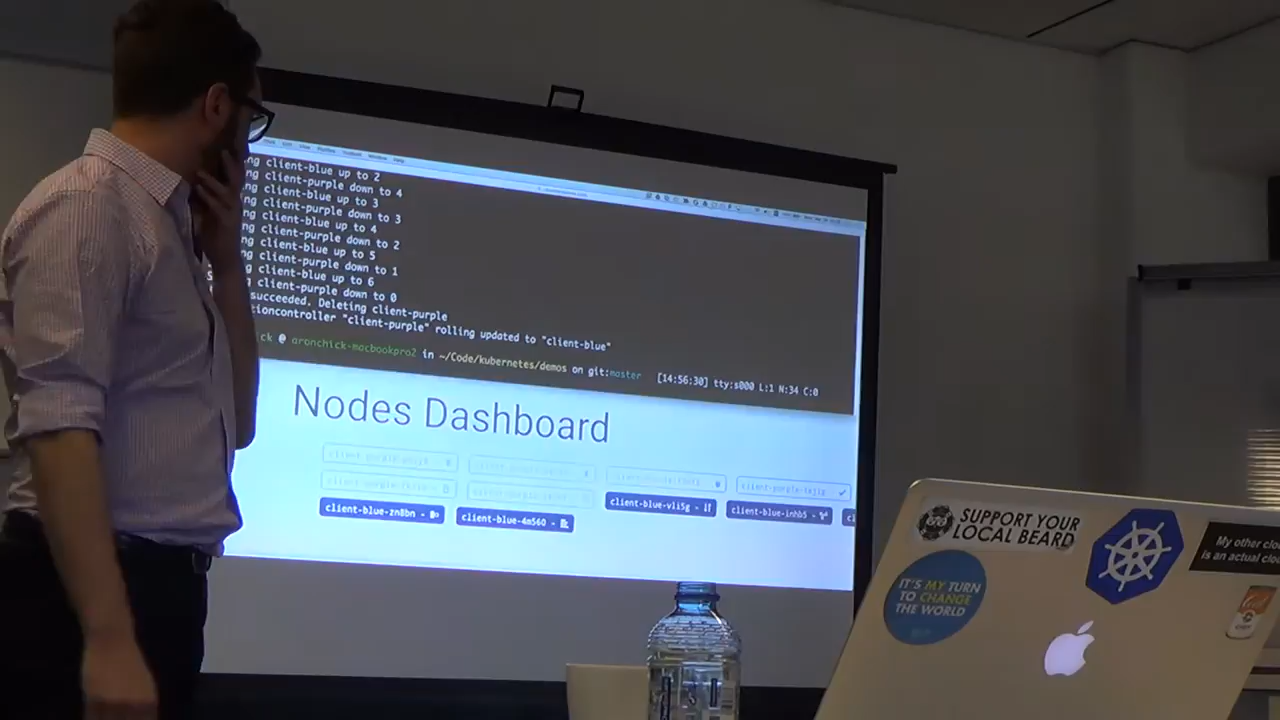 ng client-blue up to 2
ng client-purple down to 4
ng client-blue up to 3
ng client-purple down to 3
ng client-blue up to 4
ng client-purple down to 2
ng client-blue up to 5
ng client-purple down to 1
ng client-blue up to 6
ng client-purple down to 0
succeeded. Deleting client-purple
tioncontroller "client-purple" rolling updated to "client-blue"
ck @ aronchick-macbookpro2 in ~/Code/kubernetes/demos on git:master [14:56:30] tty:s000 L:1 N:34 C:0
Nodes Dashboard
client-blue-zn8bn -
client-blue-4m560 -
client-blue-vli5g -
client-blue-inhb5 -
SUPPORT YOUR
LOCAL BEARD
My other clo
is an actual clou
IT'S MY TURN
TO CHANGE
THE WORLD